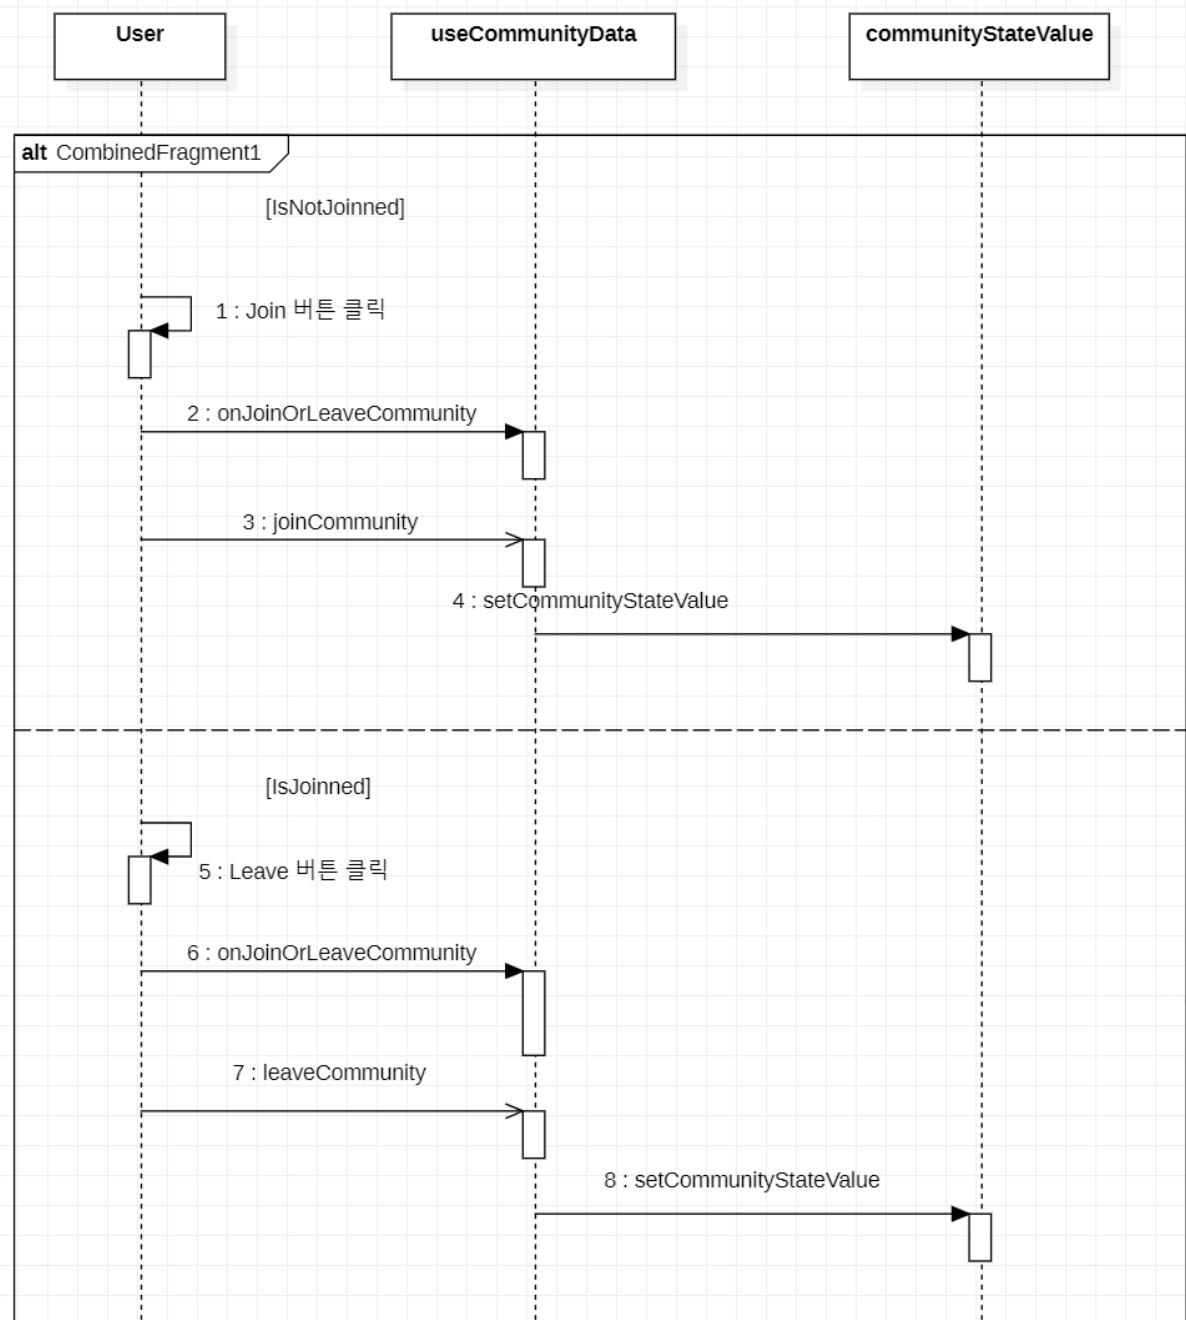 User
useCommunityData
communityStateValue
alt CombinedFragment1
[IsNotJoinned]
1 : Join 버튼 클릭
2 : onJoinOrLeaveCommunity
3 : joinCommunity
4 : setCommunityStateValue
[IsJoinned]
5 : Leave 버튼 클릭
6 : onJoinOrLeaveCommunity
7 : leaveCommunity
8 : setCommunityStateValue